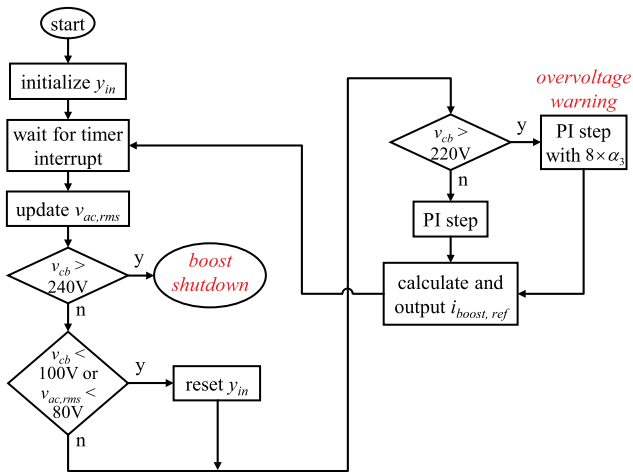 start
initialize y_in
wait for timer
interrupt
update v_ac,rms
v_cb >
240V
y
n
boost
shutdown
v_cb <
100V or
v_ac,rms <
80V
y
n
reset y_in
v_cb >
220V
y
n
overvoltage
warning
PI step
with 8×α_3
PI step
calculate and
output i_boost, ref